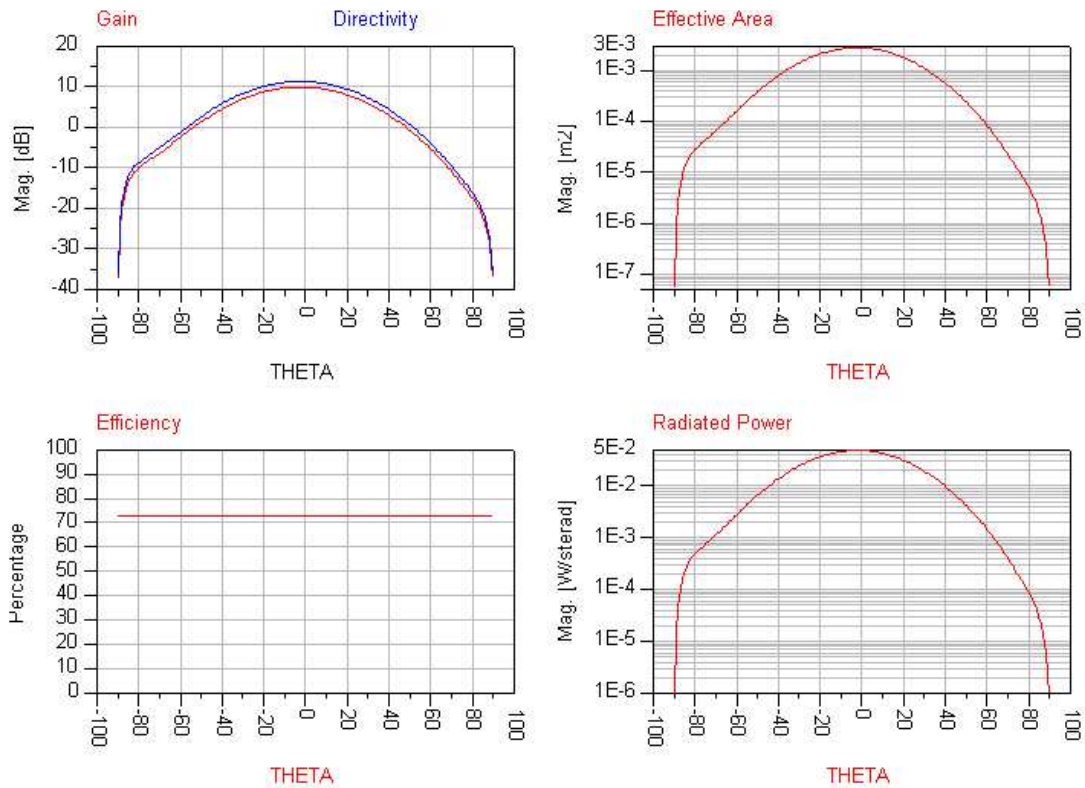 Gain Directivity
Mag. [dB]
20
10
0
-10
-20
-30
-40
-100 -80 -60 -40 -20 0 20 40 60 80 100
THETA
Effective Area
Mag. [m2]
3E-3
1E-3
1E-4
1E-5
1E-6
1E-7
-100 -80 -60 -40 -20 0 20 40 60 80 100
THETA
Efficiency
Percentage
100
90
80
70
60
50
40
30
20
10
0
-100 -80 -60 -40 -20 0 20 40 60 80 100
THETA
Radiated Power
Mag. [W/sterad]
5E-2
1E-2
1E-3
1E-4
1E-5
1E-6
-100 -80 -60 -40 -20 0 20 40 60 80 100
THETA